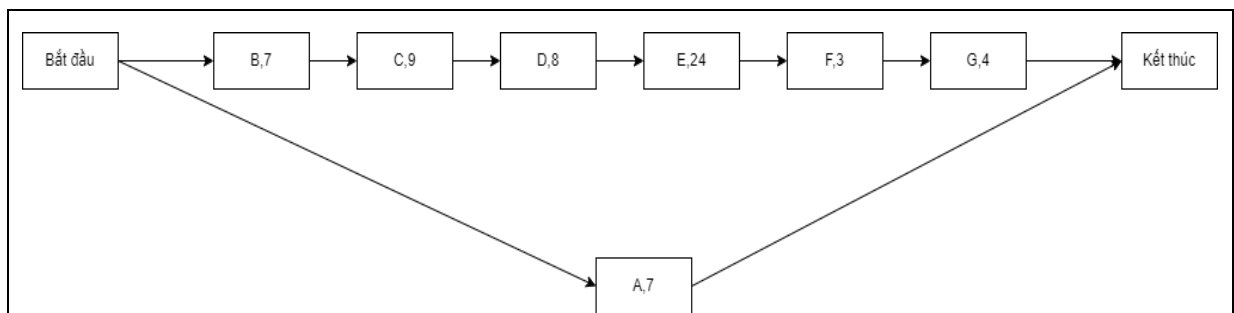 Bắt đầu
B,7
C,9
D,8
E,24
F,3
G,4
Kết thúc
A,7